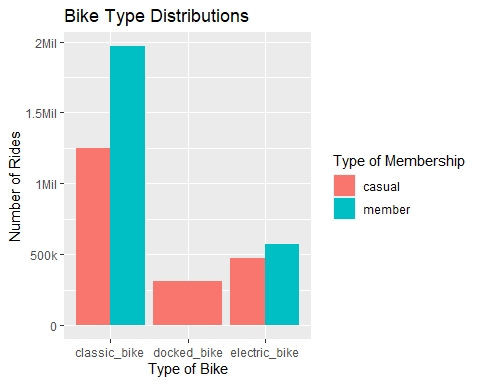 Bike Type Distributions
Number of Rides
2Mil
1.5Mil
1Mil
500k
0
classic_bike docked_bike electric_bike
Type of Bike
Type of Membership
casual
member